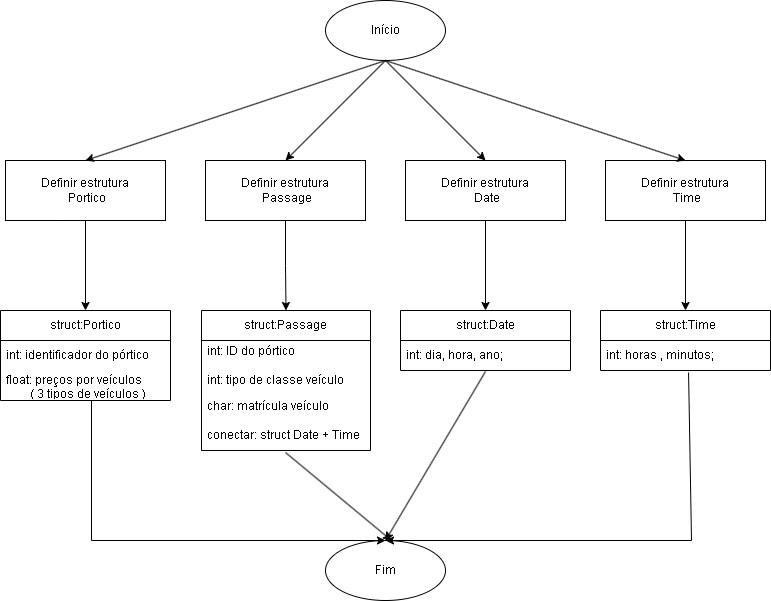 Início
Definir estrutura
Portico
Definir estrutura
Passage
Definir estrutura
Date
Definir estrutura
Time
struct:Portico
int: identificador do pórtico
float: preços por veículos
( 3 tipos de veículos )
struct:Passage
int: ID do pórtico
int: tipo de classe veículo
char: matrícula veículo
conectar: struct Date + Time
struct:Date
int: dia, hora, ano;
struct:Time
int: horas , minutos;
Fim